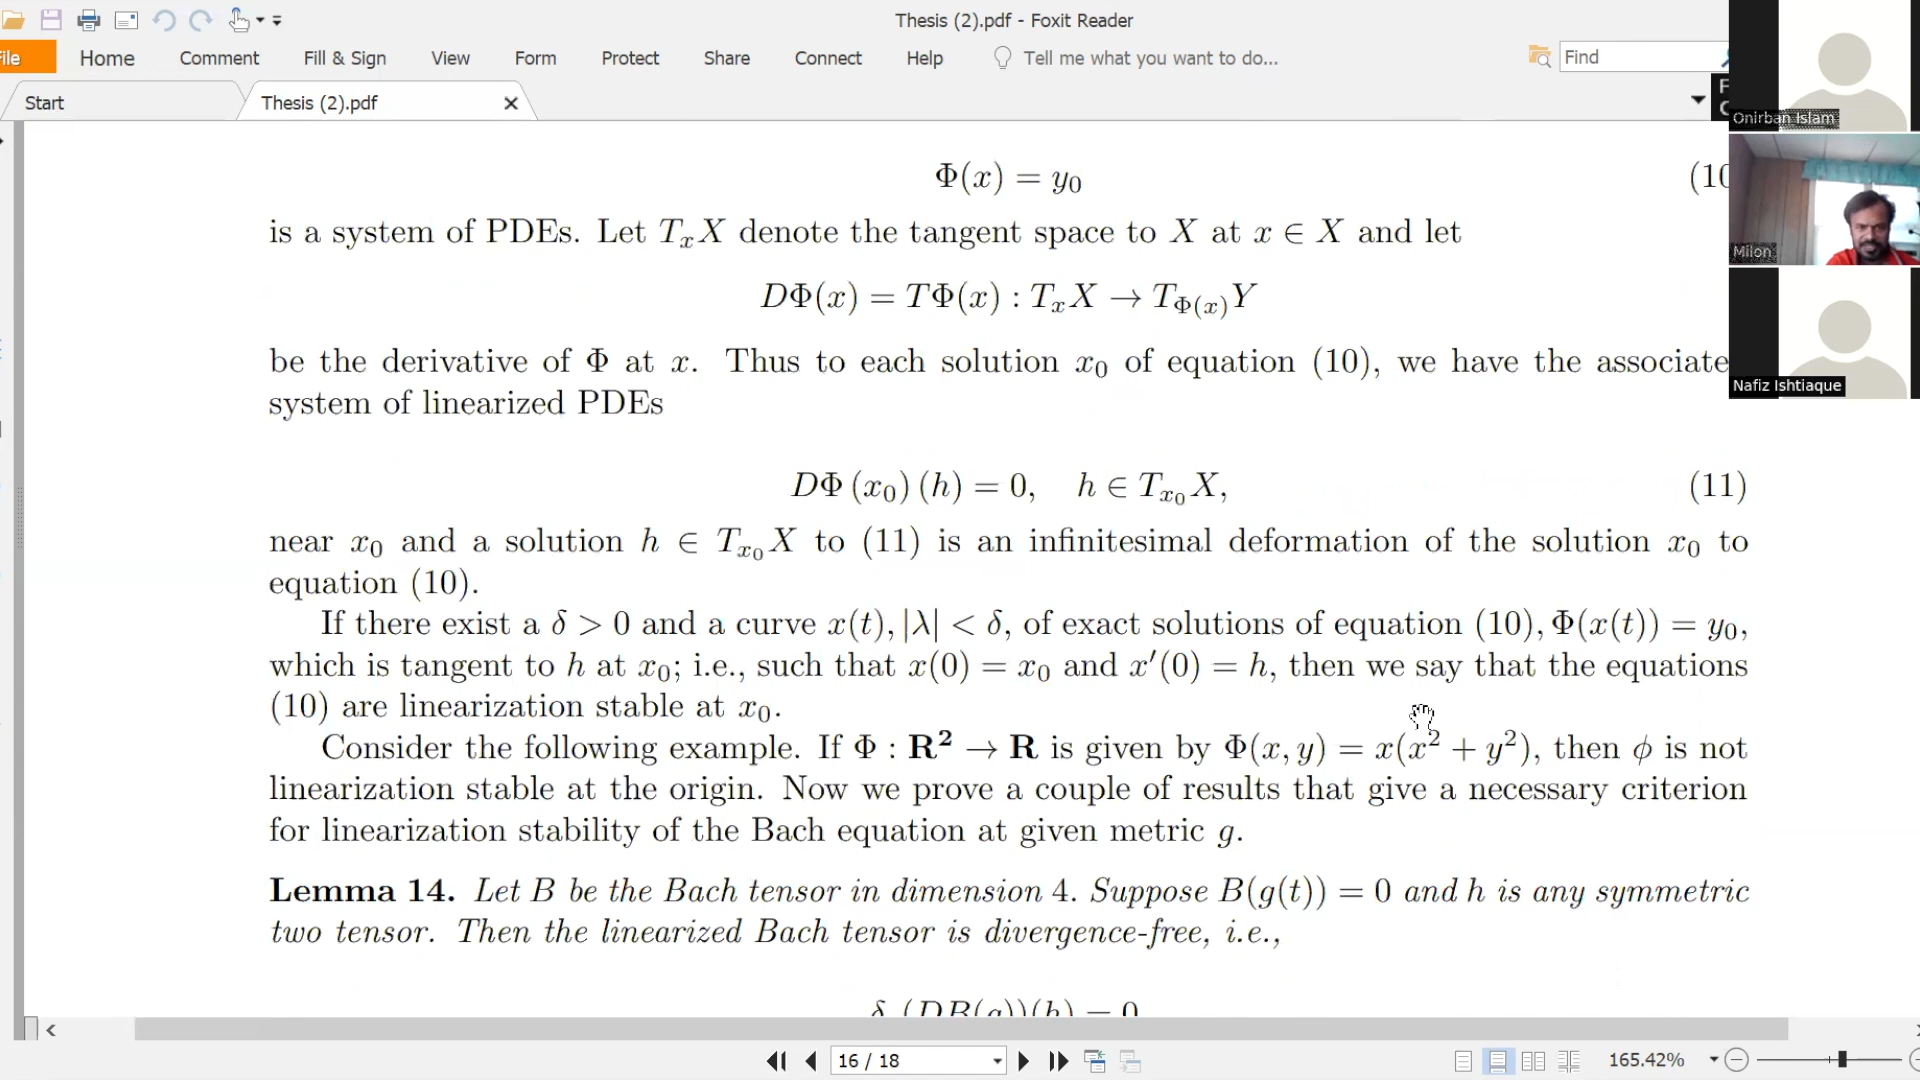 Thesis (2).pdf - Foxit Reader
File Home Comment Fill & Sign View Form Protect Share Connect Help Tell me what you want to do... Find
Start Thesis (2).pdf
Onirban Islam
Milon
Nafiz Ishtiaque
Φ(x) = y₀ (10
is a system of PDEs. Let TₓX denote the tangent space to X at x ∈ X and let
DΦ(x) = TΦ(x) : TₓX → T_{Φ(x)}Y
be the derivative of Φ at x. Thus to each solution x₀ of equation (10), we have the associate
system of linearized PDEs
DΦ (x₀) (h) = 0, h ∈ T_{x₀}X, (11)
near x₀ and a solution h ∈ T_{x₀}X to (11) is an infinitesimal deformation of the solution x₀ to
equation (10).
If there exist a δ > 0 and a curve x(t), |λ| < δ, of exact solutions of equation (10), Φ(x(t)) = y₀,
which is tangent to h at x₀; i.e., such that x(0) = x₀ and x′(0) = h, then we say that the equations
(10) are linearization stable at x₀.
Consider the following example. If Φ : R² → R is given by Φ(x, y) = x(x² + y²), then ϕ is not
linearization stable at the origin. Now we prove a couple of results that give a necessary criterion
for linearization stability of the Bach equation at given metric g.
Lemma 14. Let B be the Bach tensor in dimension 4. Suppose B(g(t)) = 0 and h is any symmetric
two tensor. Then the linearized Bach tensor is divergence-free, i.e.,
16 / 18
165.42%